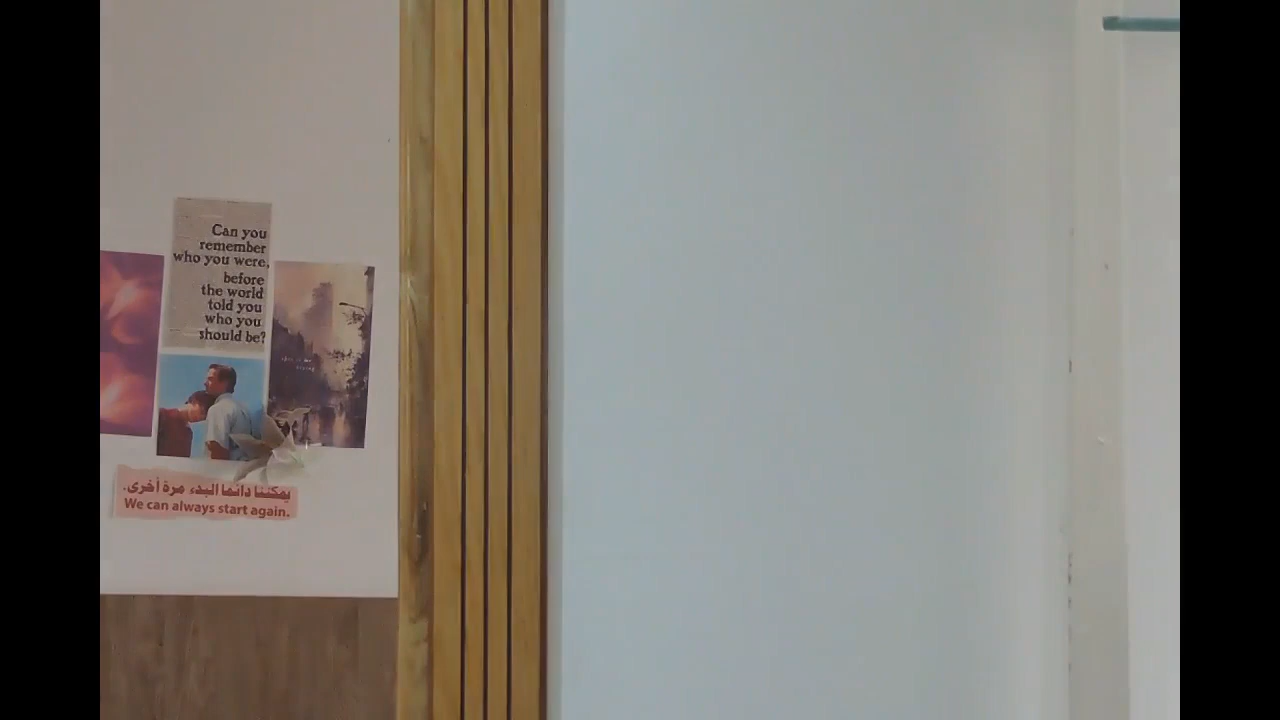 Can you
remember
who you were,
before
the world
told you
who you
should be?
يمكننا دائما البدء مرة أخرى.
We can always start again.